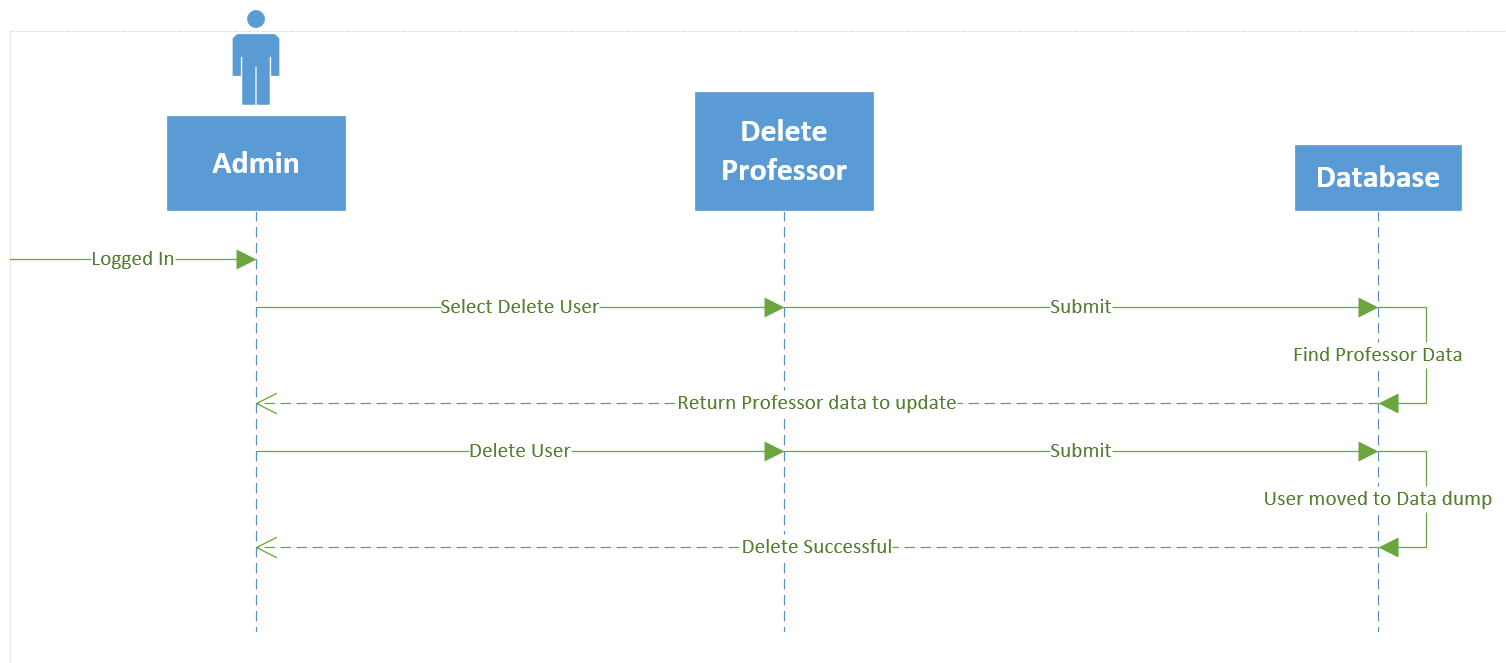 Admin
Delete
Professor
Database
Logged In
Select Delete User
Submit
Find Professor Data
Return Professor data to update
Delete User
Submit
User moved to Data dump
Delete Successful